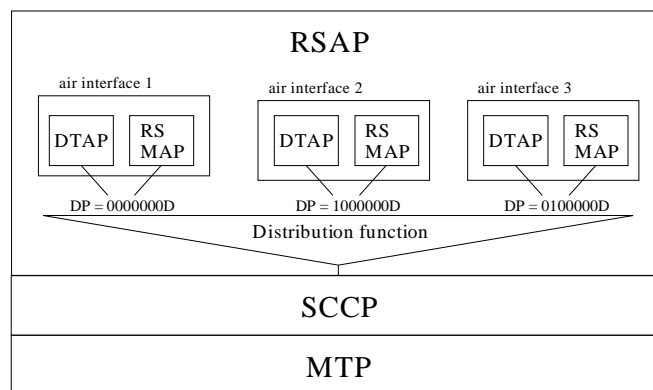 RSAP
air interface 1
air interface 2
air interface 3
DTAP
RS
MAP
DTAP
RS
MAP
DTAP
RS
MAP
DP = 0000000D
DP = 1000000D
DP = 0100000D
Distribution function
SCCP
MTP